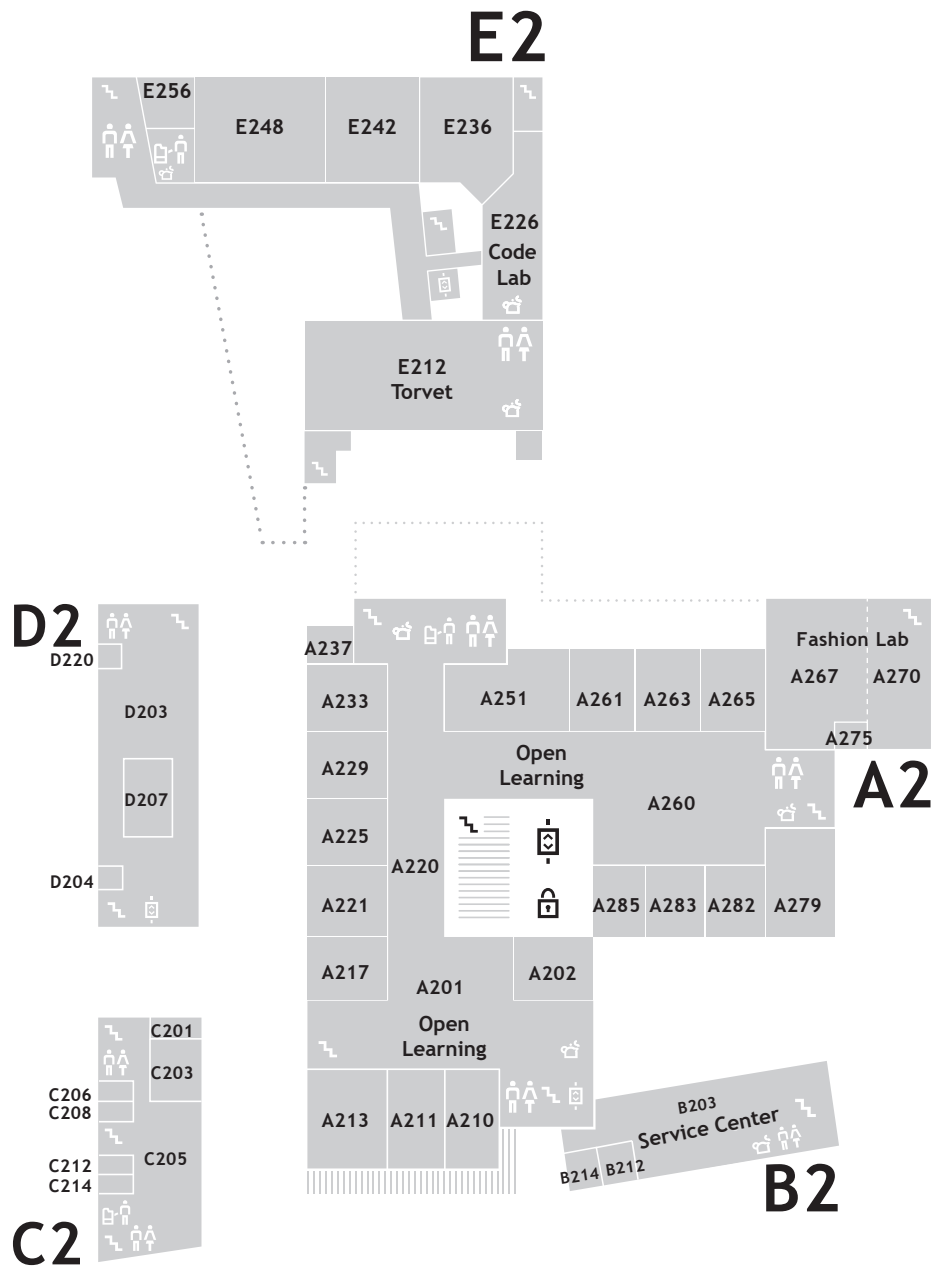 E2
E256
E248
E242
E236
E226
Code
Lab
E212
Torvet
D2
D220
D203
D207
D204
A237
A233
A229
A225
A221
A217
A220
A251
A261
A263
A265
Fashion Lab
A267
A270
A275
A2
Open
Learning
A260
A285
A283
A282
A279
A202
A201
Open
Learning
A213
A211
A210
C201
C203
C206
C208
C205
C212
C214
C2
B203
Service Center
B214
B212
B2